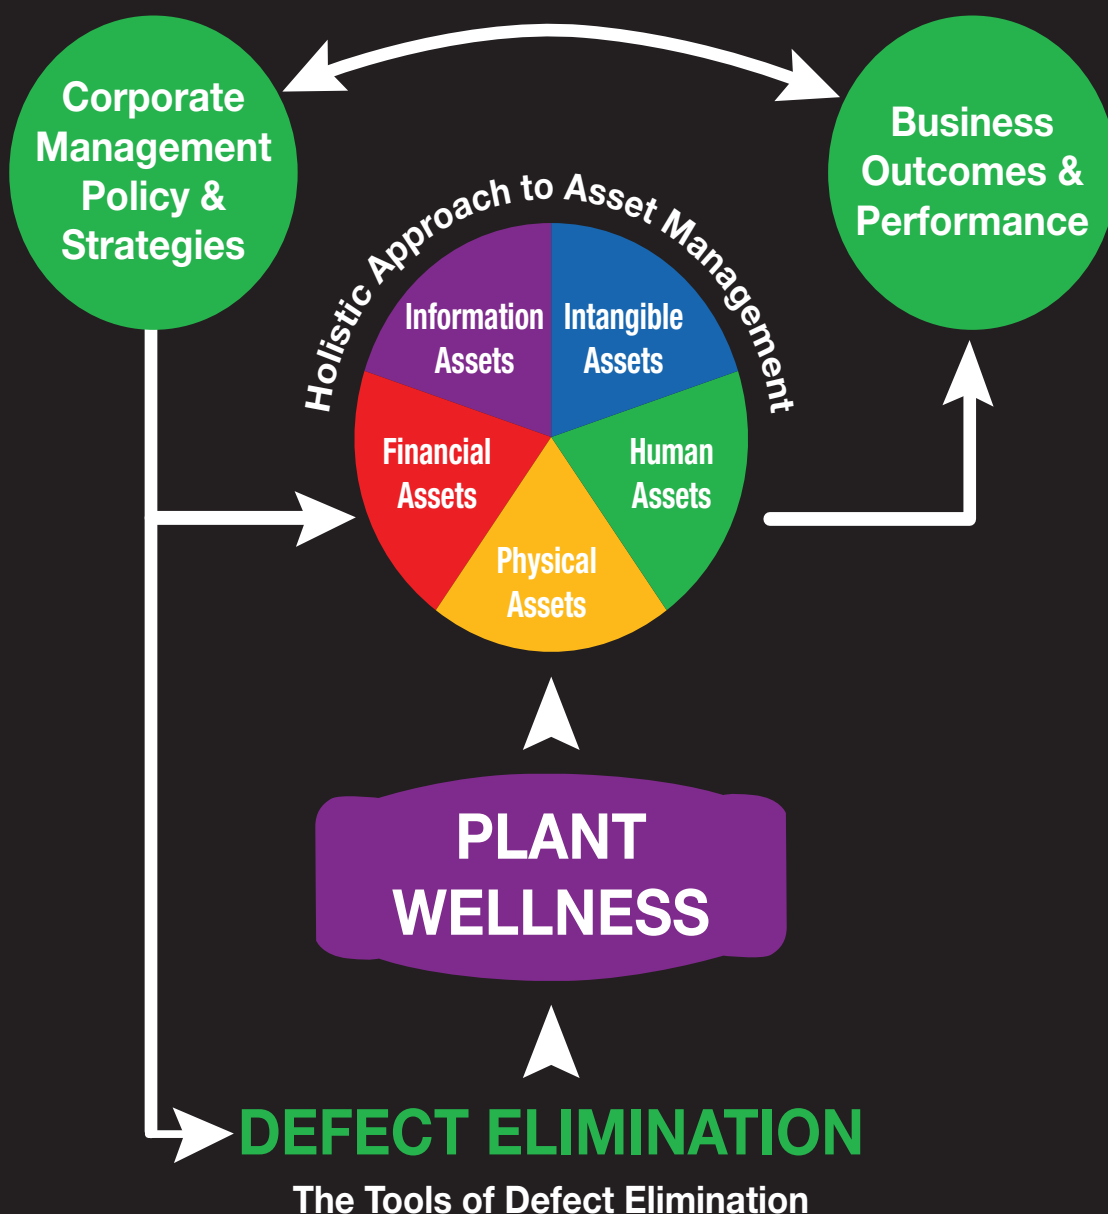 Corporate
Management
Policy &
Strategies
Business
Outcomes &
Performance
Holistic Approach to Asset Management
Information
Assets
Intangible
Assets
Financial
Assets
Human
Assets
Physical
Assets
PLANT
WELLNESS
DEFECT ELIMINATION
The Tools of Defect Elimination